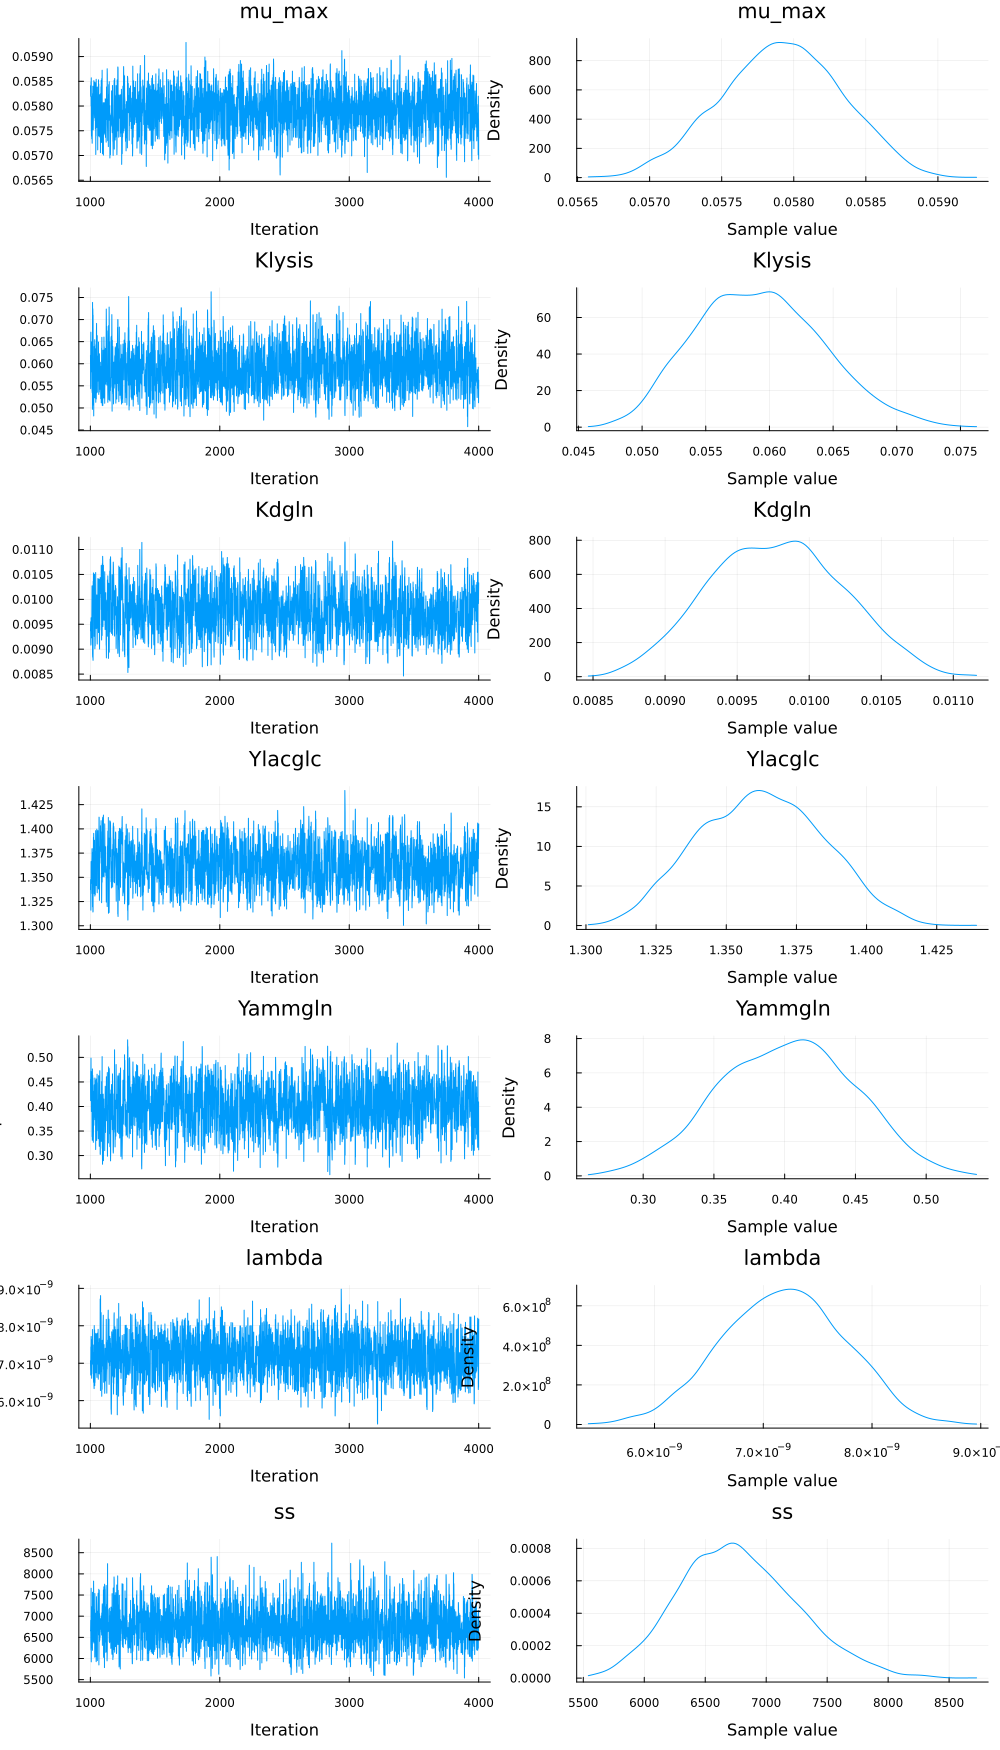 mu_max mu_max
0.0590
0.0585
0.0580
0.0575
0.0570
0.0565
1000 2000 3000 4000
Iteration
Density
800
600
400
200
0
0.0565 0.0570 0.0575 0.0580 0.0585 0.0590
Sample value
Klysis Klysis
0.075
0.070
0.065
0.060
0.055
0.050
0.045
1000 2000 3000 4000
Iteration
Density
60
40
20
0
0.045 0.050 0.055 0.060 0.065 0.070 0.075
Sample value
Kdgln Kdgln
0.0110
0.0105
0.0100
0.0095
0.0090
0.0085
1000 2000 3000 4000
Iteration
Density
800
600
400
200
0
0.0085 0.0090 0.0095 0.0100 0.0105 0.0110
Sample value
Ylacglc Ylacglc
1.425
1.400
1.375
1.350
1.325
1.300
1000 2000 3000 4000
Iteration
Density
15
10
5
0
1.300 1.325 1.350 1.375 1.400 1.425
Sample value
Yammgln Yammgln
0.50
0.45
0.40
0.35
0.30
1000 2000 3000 4000
Iteration
Density
8
6
4
2
0
0.30 0.35 0.40 0.45 0.50
Sample value
lambda lambda
9.0×10⁻⁹
8.0×10⁻⁹
7.0×10⁻⁹
6.0×10⁻⁹
1000 2000 3000 4000
Iteration
Density
6.0×10⁸
4.0×10⁸
2.0×10⁸
0
6.0×10⁻⁹ 7.0×10⁻⁹ 8.0×10⁻⁹ 9.0×10⁻
Sample value
ss ss
8500
8000
7500
7000
6500
6000
5500
1000 2000 3000 4000
Iteration
Density
0.0008
0.0006
0.0004
0.0002
0.0000
5500 6000 6500 7000 7500 8000 8500
Sample value